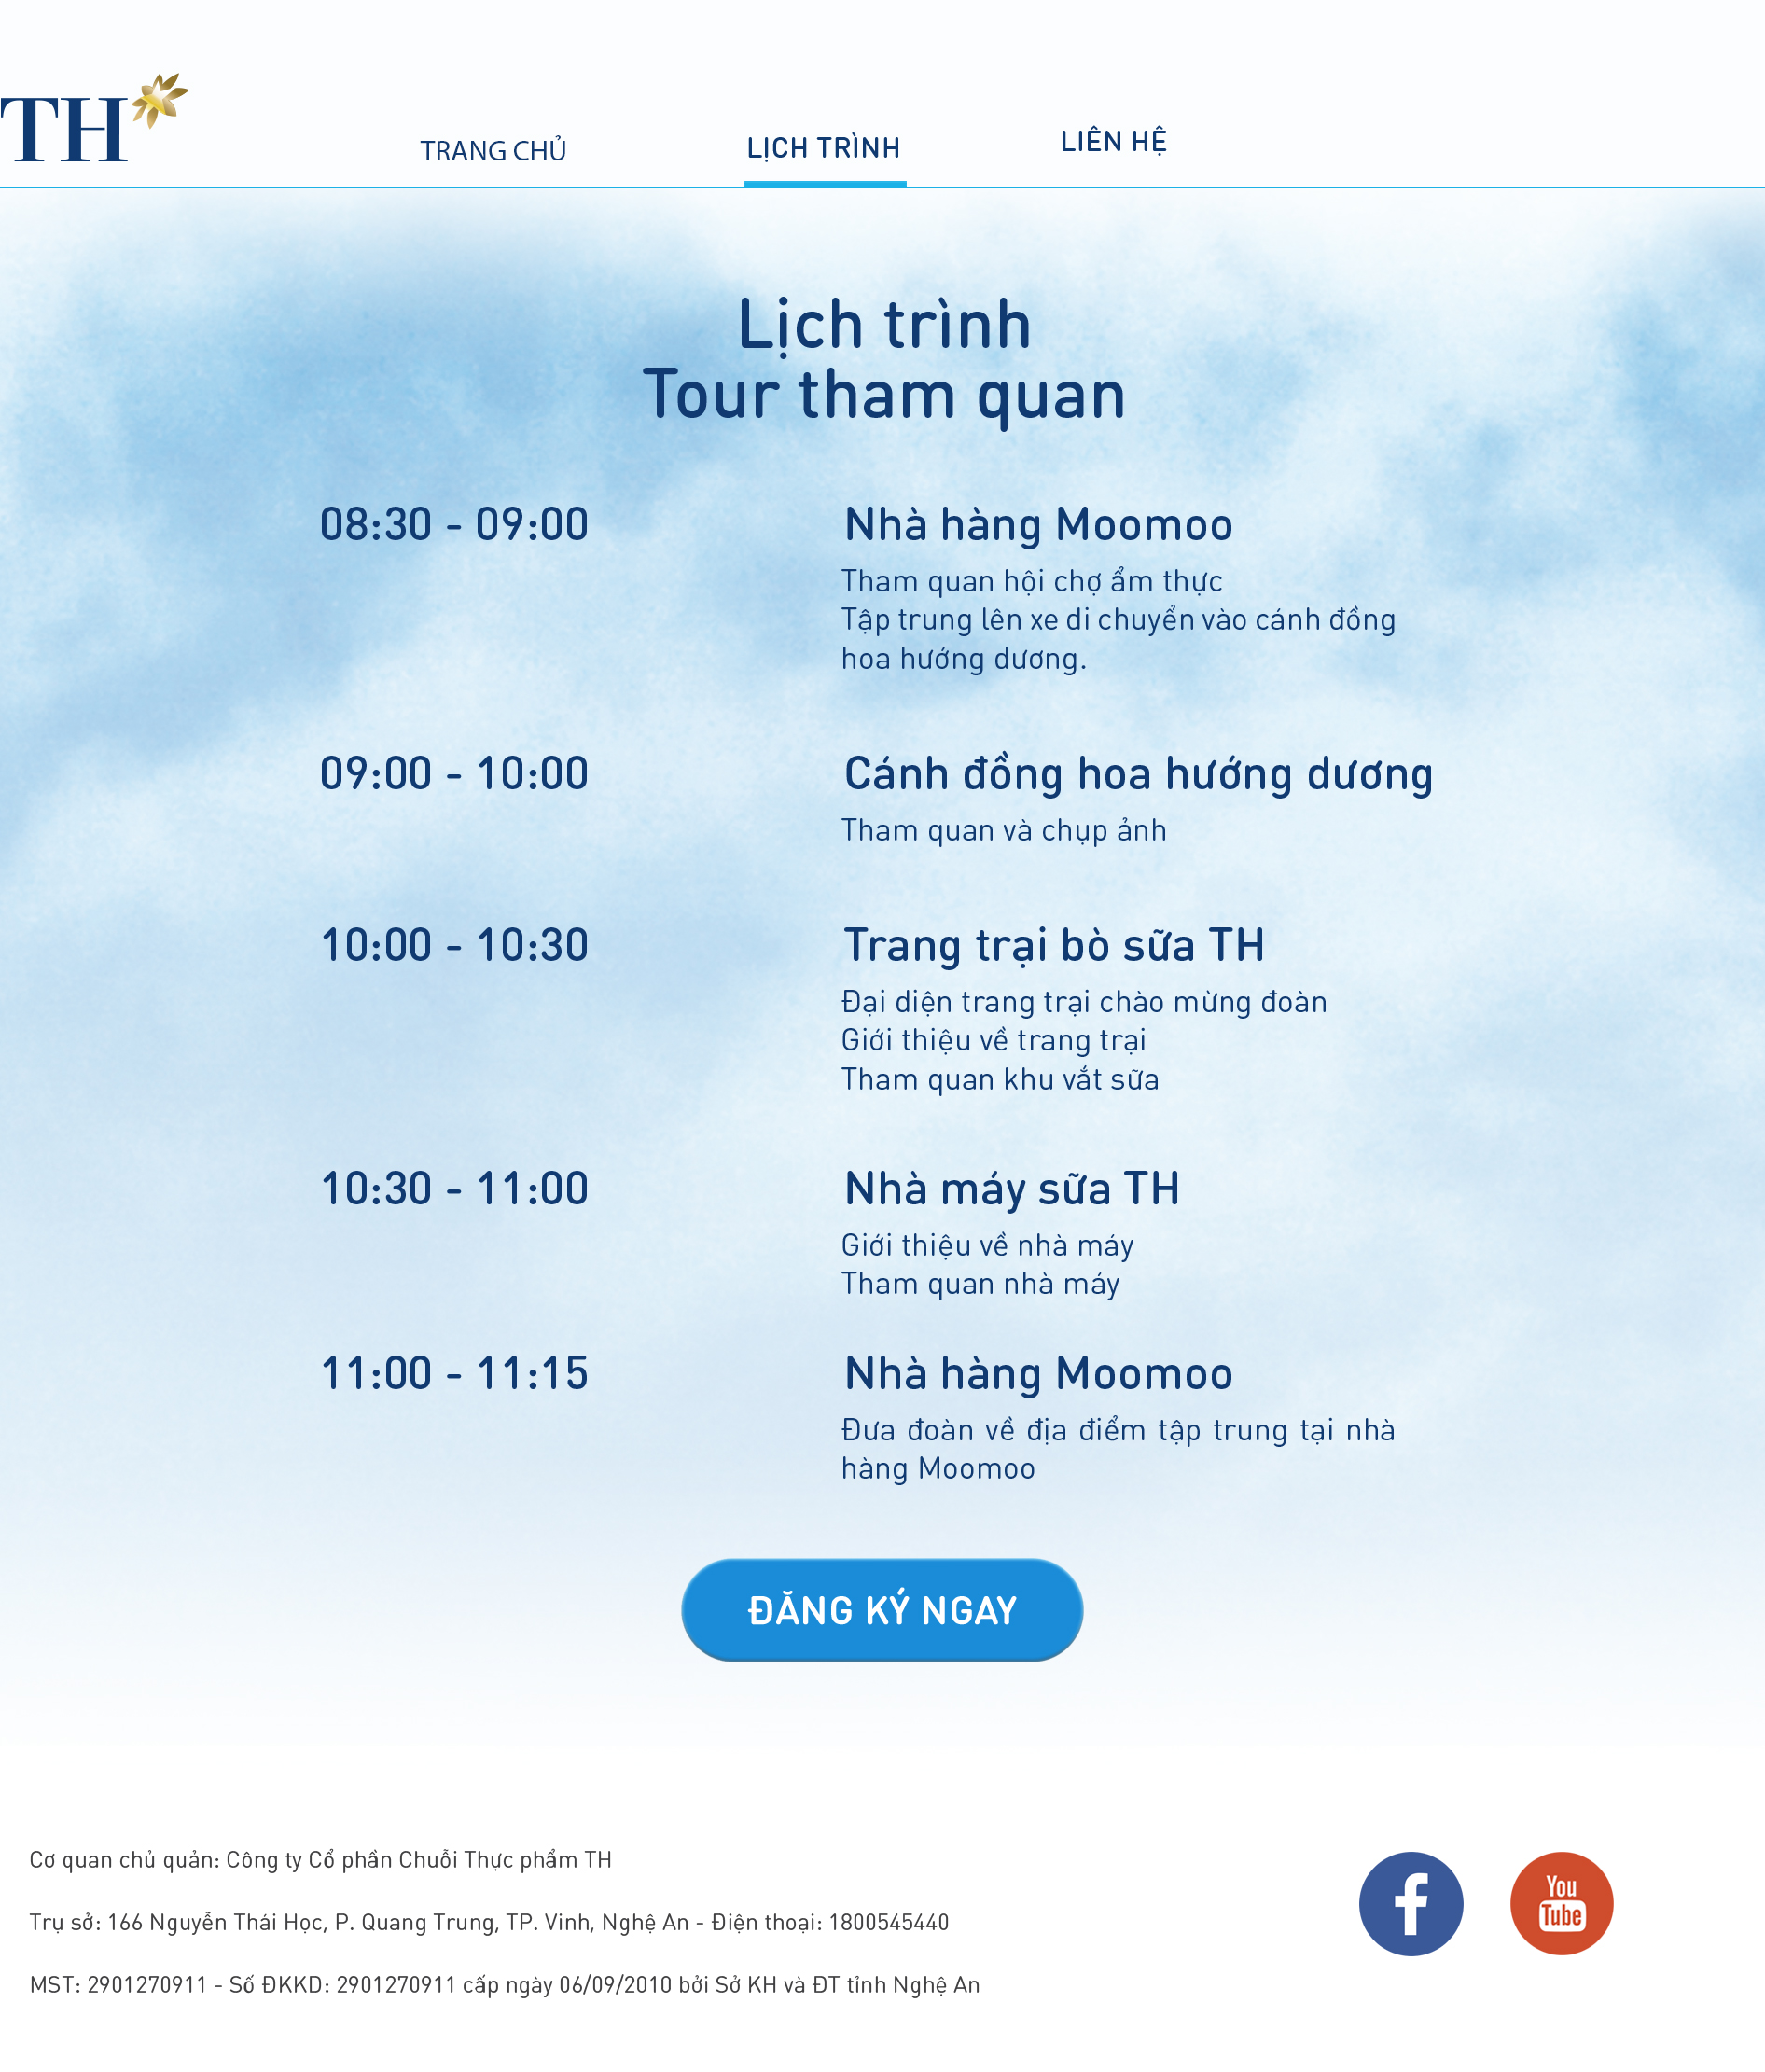 TH
TRANG CHỦ
LỊCH TRÌNH
LIÊN HỆ
Lịch trình
Tour tham quan
08:30 - 09:00
Nhà hàng Moomoo
Tham quan hội chợ ẩm thực
Tập trung lên xe di chuyển vào cánh đồng
hoa hướng dương.
09:00 - 10:00
Cánh đồng hoa hướng dương
Tham quan và chụp ảnh
10:00 - 10:30
Trang trại bò sữa TH
Đại diện trang trại chào mừng đoàn
Giới thiệu về trang trại
Tham quan khu vắt sữa
10:30 - 11:00
Nhà máy sữa TH
Giới thiệu về nhà máy
Tham quan nhà máy
11:00 - 11:15
Nhà hàng Moomoo
Đưa đoàn về địa điểm tập trung tại nhà
hàng Moomoo
ĐĂNG KÝ NGAY
Cơ quan chủ quản: Công ty Cổ phần Chuỗi Thực phẩm TH
Trụ sở: 166 Nguyễn Thái Học, P. Quang Trung, TP. Vinh, Nghệ An - Điện thoại: 1800545440
MST: 2901270911 - Số ĐKKD: 2901270911 cấp ngày 06/09/2010 bởi Sở KH và ĐT tỉnh Nghệ An
f
You
Tube